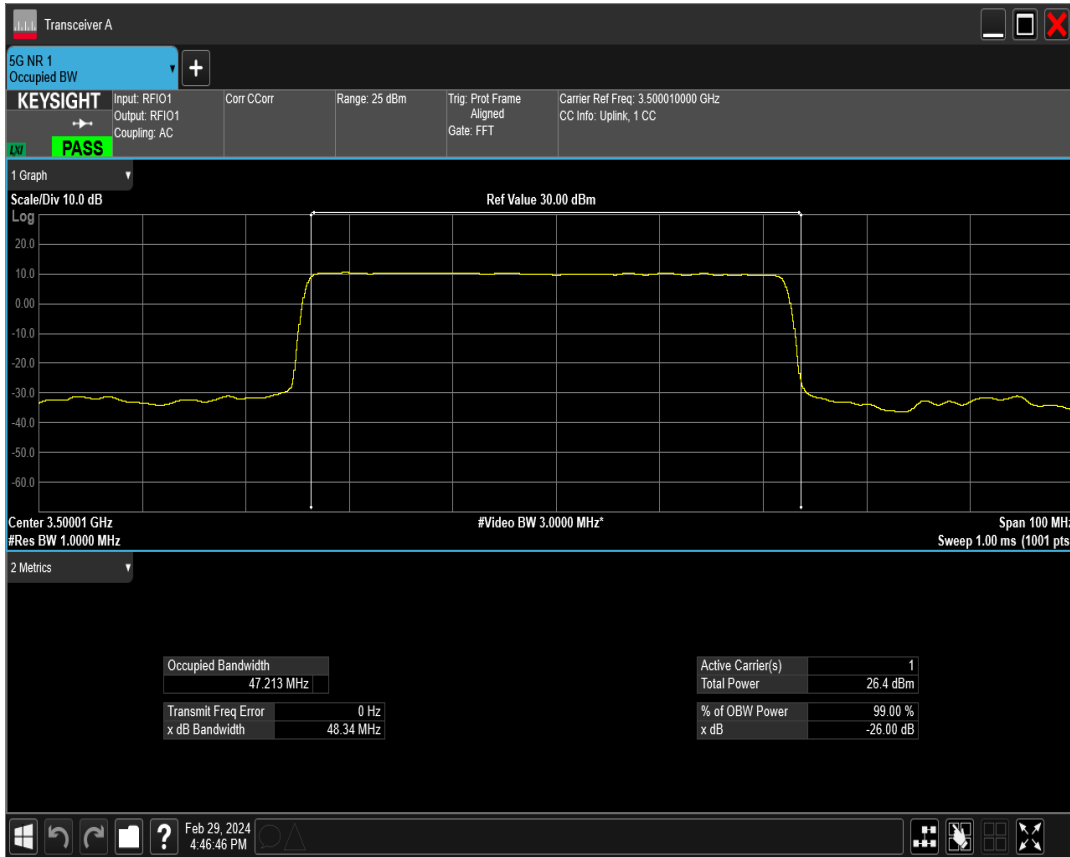 Transceiver A
5G NR 1
Occupied BW
KEYSIGHT
LXI
PASS
Input: RFIO1
Output: RFIO1
Coupling: AC
Corr CCorr
Range: 25 dBm
Trig: Prot Frame
Aligned
Gate: FFT
Carrier Ref Freq: 3.500010000 GHz
CC Info: Uplink, 1 CC
1 Graph
Scale/Div 10.0 dB
Ref Value 30.00 dBm
Log
20.0
10.0
0.00
-10.0
-20.0
-30.0
-40.0
-50.0
-60.0
Center 3.50001 GHz
#Video BW 3.0000 MHz*
Span 100 MHz
#Res BW 1.0000 MHz
Sweep 1.00 ms (1001 pts
2 Metrics
Occupied Bandwidth
47.213 MHz
Transmit Freq Error 0 Hz
x dB Bandwidth 48.34 MHz
Active Carrier(s) 1
Total Power 26.4 dBm
% of OBW Power 99.00 %
x dB -26.00 dB
?
Feb 29, 2024
4:46:46 PM